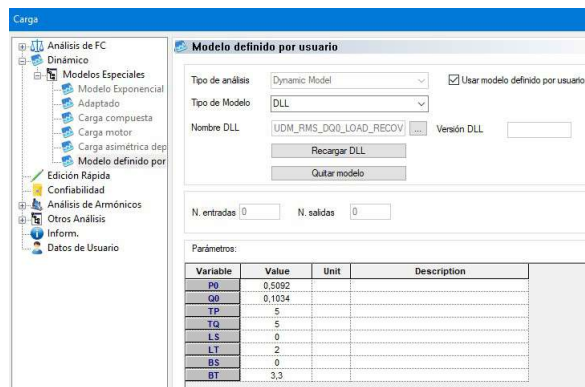 Carga
Análisis de FC
Dinámico
Modelos Especiales
Modelo Exponencial
Adaptado
Carga compuesta
Carga motor
Carga asimétrica dep
Modelo definido por
Edición Rápida
Confiabilidad
Análisis de Armónicos
Otros Análisis
Inform.
Datos de Usuario
Modelo definido por usuario
Tipo de análisis Dynamic Model Usar modelo definido por usuario
Tipo de Modelo DLL
Nombre DLL UDM_RMS_DQ0_LOAD_RECOV ... Versión DLL
Recargar DLL
Quitar modelo
N. entradas 0 N. salidas 0
Parámetros:
Variable Value Unit Description
P0 0,5092
Q0 0,1034
TP 5
TQ 5
LS 0
LT 2
BS 0
BT 3,3